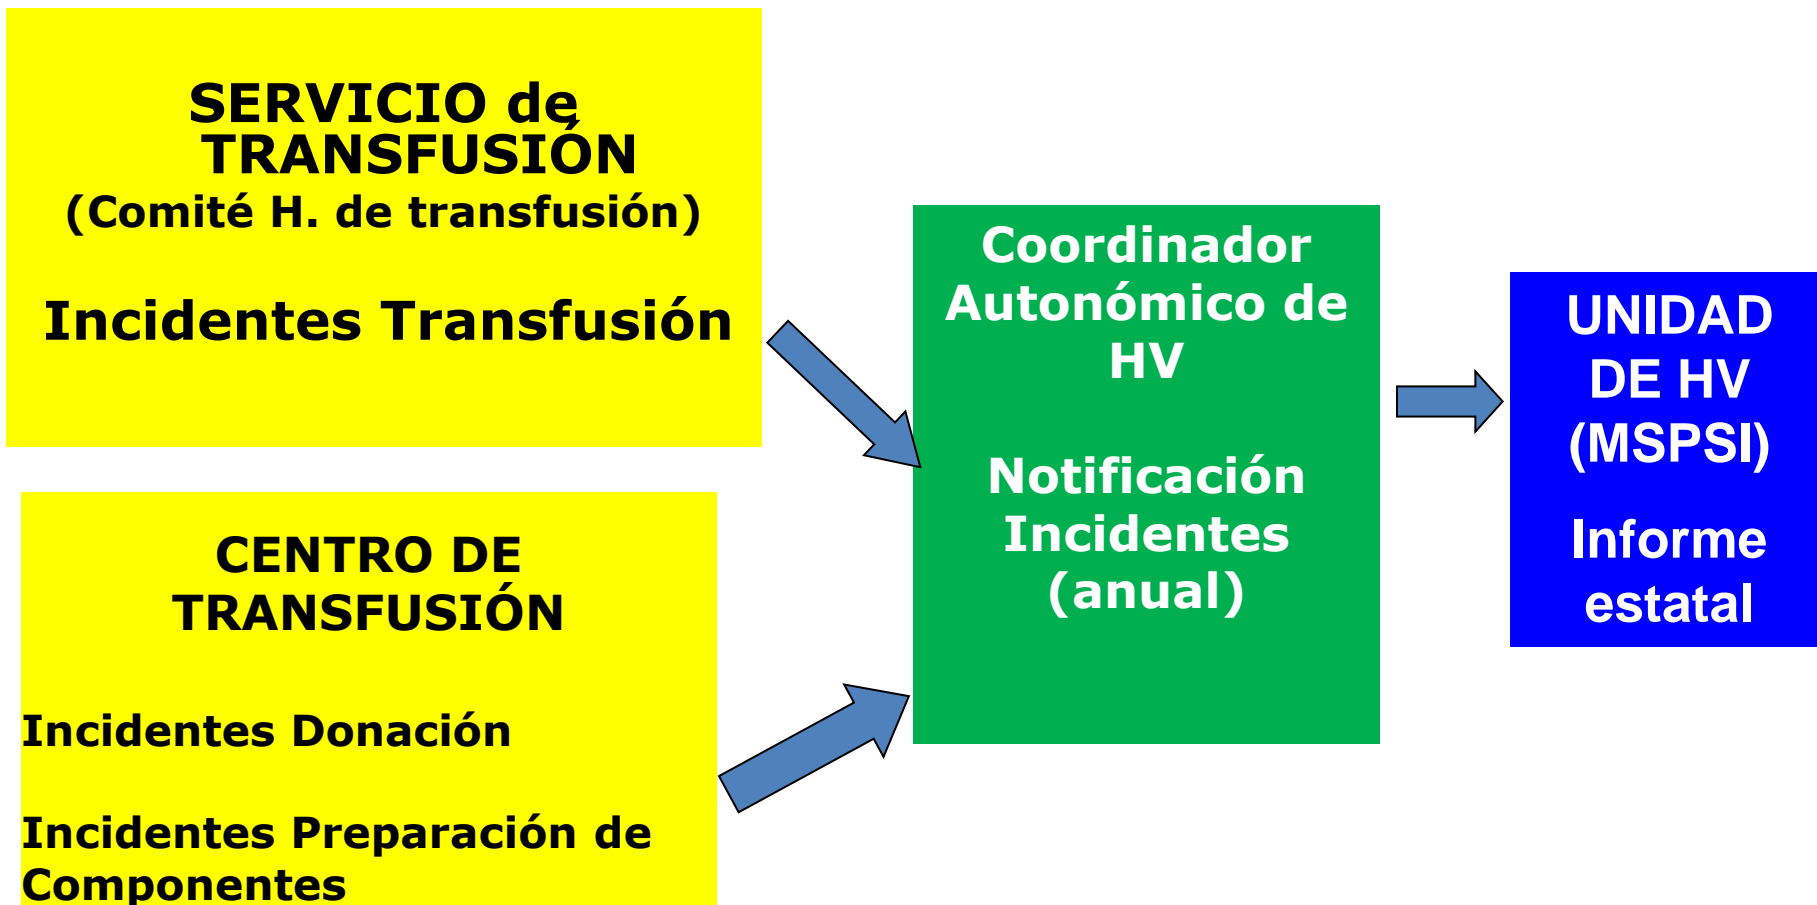 SERVICIO de
TRANSFUSIÓN
(Comité H. de transfusión)
Incidentes Transfusión
CENTRO DE
TRANSFUSIÓN
Incidentes Donación
Incidentes Preparación de
Componentes
Coordinador
Autonómico de
HV
Notificación
Incidentes
(anual)
UNIDAD
DE HV
(MSPSI)
Informe
estatal